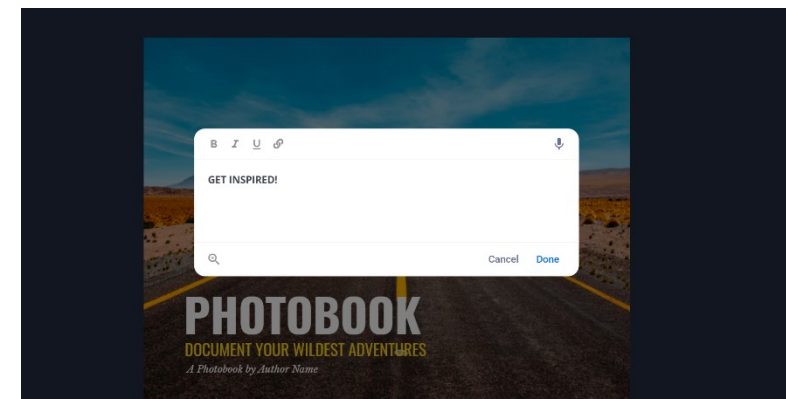 B I U
GET INSPIRED!
Cancel Done
PHOTOBOOK
DOCUMENT YOUR WILDEST ADVENTURES
A Photobook by Author Name